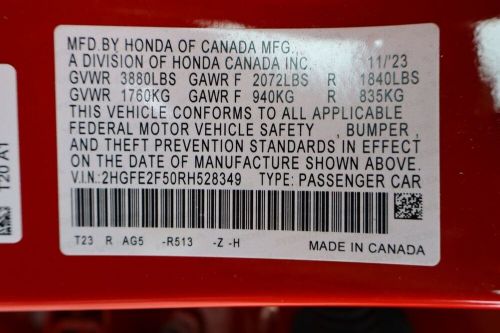 MFD.BY HONDA OF CANADA MFG.,
A DIVISION OF HONDA CANADA INC. 11/'23
GVWR 3880LBS GAWR F 2072LBS R 1840LBS
GVWR 1760KG GAWR F 940KG R 835KG
THIS VEHICLE CONFORMS TO ALL APPLICABLE
FEDERAL MOTOR VEHICLE SAFETY , BUMPER ,
AND THEFT PREVENTION STANDARDS IN EFFECT
ON THE DATE OF MANUFACTURE SHOWN ABOVE.
V.I.N.: 2HGFE2F50RH528349 TYPE: PASSENGER CAR
T23 R AG5 -R513 -Z -H
MADE IN CANADA
T20 A1